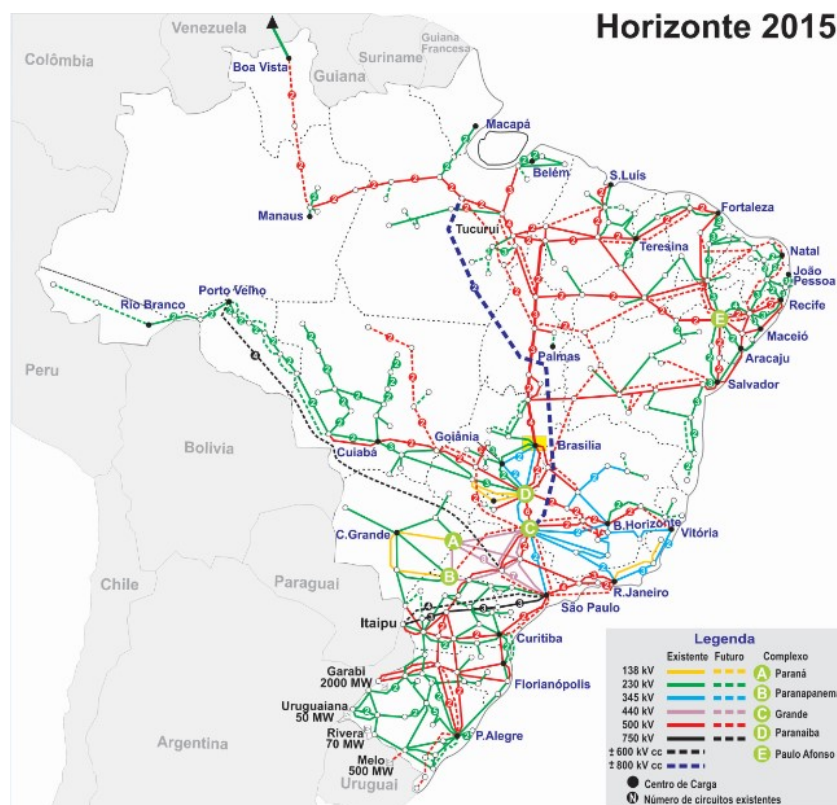 Horizonte 2015
Venezuela
Colômbia
Guiana
Suriname
Guiana
Francesa
Boa Vista
Macapá
Belém
S.Luís
Manaus
Tucuruí
Fortaleza
Teresina
Natal
João
Pessoa
Recife
Porto Velho
Rio Branco
E
Maceió
Palmas
Aracaju
Salvador
Peru
Bolívia
Cuiabá
Goiânia
Brasília
D
C
B.Horizonte
Vitória
C.Grande
A
B
Chile
Paraguai
R.Janeiro
São Paulo
Itaipu
Curitiba
Garabi
2000 MW
Florianópolis
Uruguaiana
50 MW
Rivera
70 MW
P.Alegre
Melo
500 MW
Argentina
Uruguai
Legenda
Existente Futuro Complexo
138 kV A Paraná
230 kV
345 kV B Paranapanema
440 kV C Grande
500 kV D Paranaiba
750 kV
±600 kV cc E Paulo Afonso
±800 kV cc
Centro de Carga
N Número de circuitos existentes